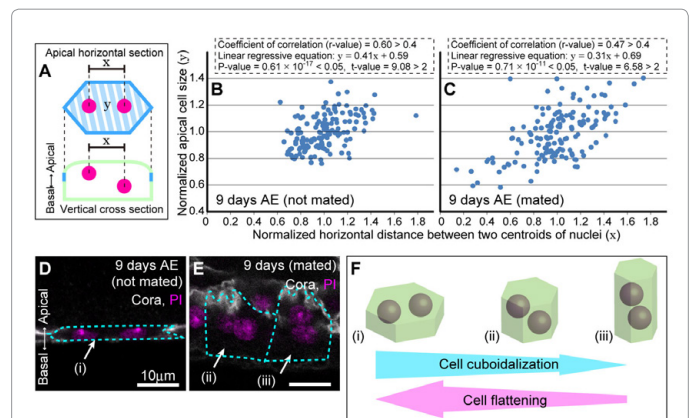 Apical horizontal section
A
x
y
x
Basal ↔ Apical
Vertical cross section
Coefficient of correlation (r-value) = 0.60 > 0.4
Linear regressive equation: y = 0.41x + 0.59
P-value = 0.61 × 10⁻¹⁷ < 0.05, t-value = 9.08 > 2
Coefficient of correlation (r-value) = 0.47 > 0.4
Linear regressive equation: y = 0.31x + 0.69
P-value = 0.71 × 10⁻¹¹ < 0.05, t-value = 6.58 > 2
Normalized apical cell size (y)
1.4
1.2
1.0
0.8
0.6
0.4
B
9 days AE (not mated)
0 0.2 0.4 0.6 0.8 1.0 1.2 1.4 1.6 1.8
C
9 days AE (mated)
0 0.2 0.4 0.6 0.8 1.0 1.2 1.4 1.6 1.8
Normalized horizontal distance between two centroids of nuclei (x)
D
9 days AE
(not mated)
Cora, PI
Basal ↔ Apical
(i)
10μm
E
9 days (mated)
Cora, PI
(ii)
(iii)
F
(i)
(ii)
(iii)
Cell cuboidalization
Cell flattening